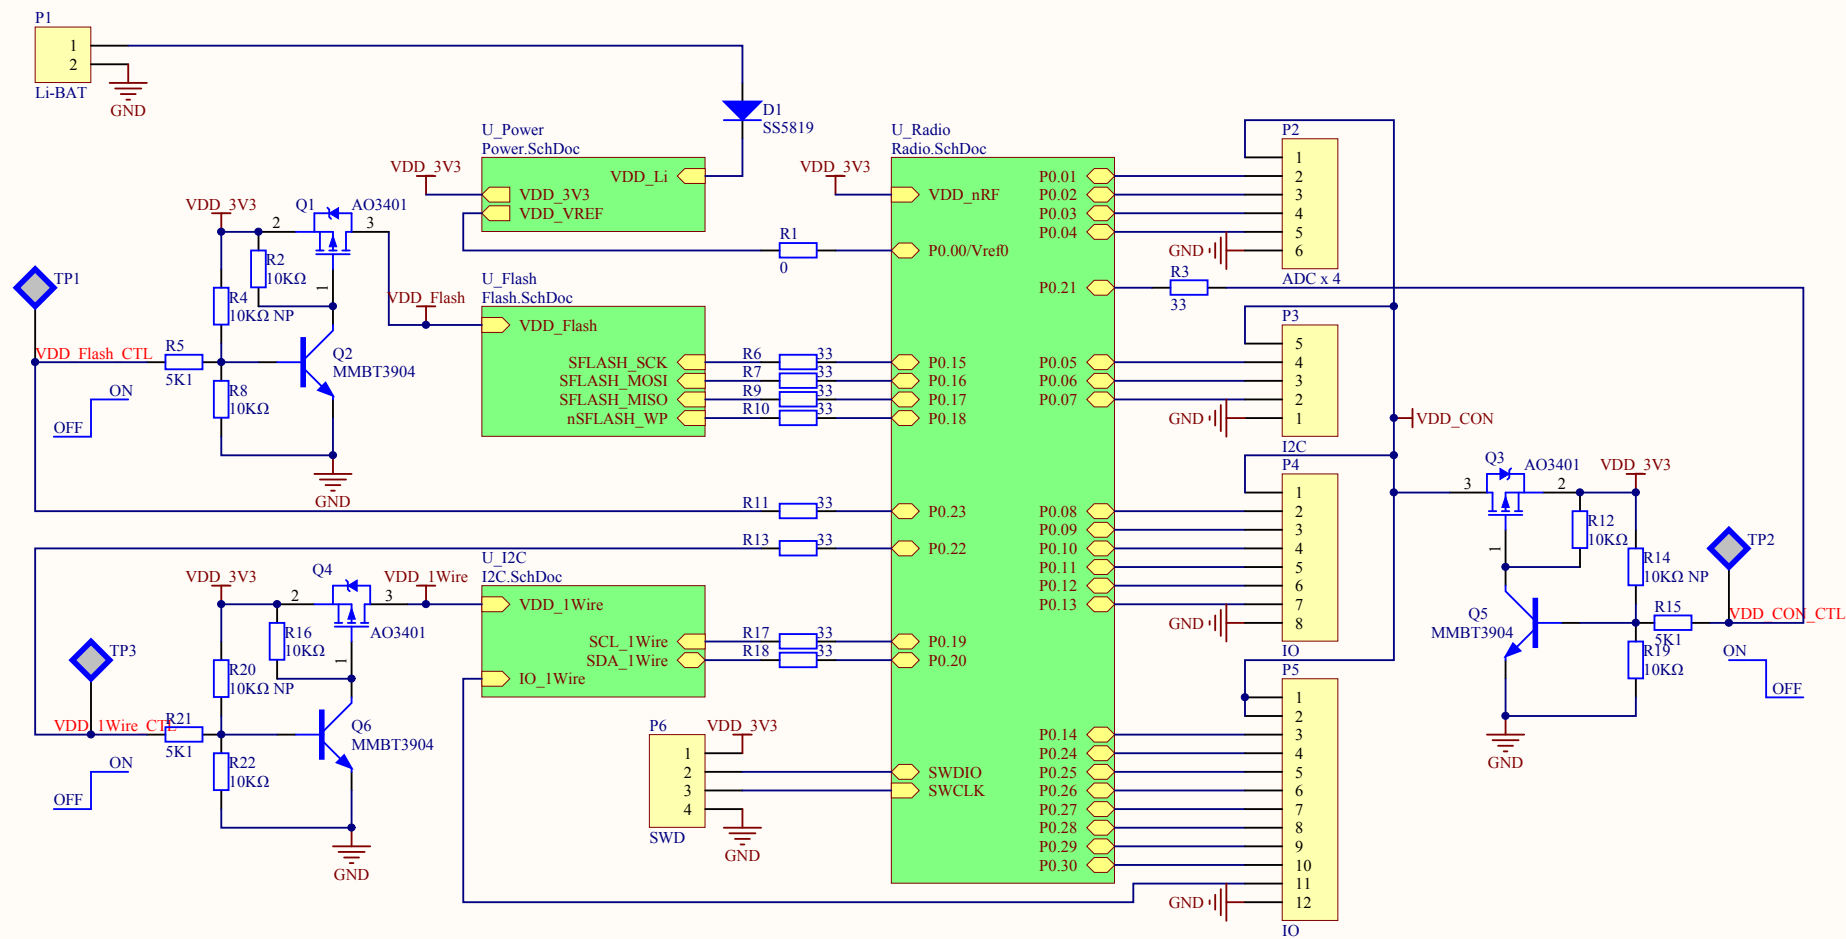 P1
1
2
Li-BAT
GND
D1
SS5819
U_Power
Power.SchDoc
VDD_Li
VDD_3V3
VDD_VREF
VDD_3V3
VDD_3V3
Q1
AO3401
2
3
1
R2
10KΩ
R4
10KΩ NP
TP1
VDD_Flash_CTL
R5
5K1
R8
10KΩ
Q2
MMBT3904
ON
OFF
GND
U_Flash
Flash.SchDoc
VDD_Flash
VDD_Flash
SFLASH_SCK
SFLASH_MOSI
SFLASH_MISO
nSFLASH_WP
R1
0
R6
33
R7
33
R9
33
R10
33
R11
33
R13
33
U_I2C
I2C.SchDoc
VDD_1Wire
SCL_1Wire
SDA_1Wire
IO_1Wire
R17
33
R18
33
VDD_3V3
Q4
AO3401
2
3
1
VDD_1Wire
R16
10KΩ
R20
10KΩ NP
TP3
VDD_1Wire_CTL
R21
5K1
R22
10KΩ
Q6
MMBT3904
ON
OFF
GND
P6
VDD_3V3
1
2
3
4
SWD
GND
U_Radio
Radio.SchDoc
VDD_3V3
VDD_nRF
P0.00/Vref0
P0.15
P0.16
P0.17
P0.18
P0.23
P0.22
P0.19
P0.20
SWDIO
SWCLK
P0.01
P0.02
P0.03
P0.04
P0.21
P0.05
P0.06
P0.07
P0.08
P0.09
P0.10
P0.11
P0.12
P0.13
P0.14
P0.24
P0.25
P0.26
P0.27
P0.28
P0.29
P0.30
P2
1
2
3
4
5
6
GND
ADC x 4
R3
33
P3
5
4
3
2
1
GND
I2C
VDD_CON
P4
1
2
3
4
5
6
7
8
GND
IO
P5
1
2
3
4
5
6
7
8
9
10
11
12
GND
IO
Q3
AO3401
3
2
1
VDD_3V3
R12
10KΩ
R14
10KΩ NP
TP2
VDD_CON_CTL
R15
5K1
R19
10KΩ
Q5
MMBT3904
ON
OFF
GND